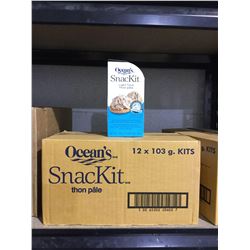 Ocean's
SnacKit
Light Tuna
Thon pâle
Ocean's
12 x 103 g. KITS
SnacKit
thon pâle